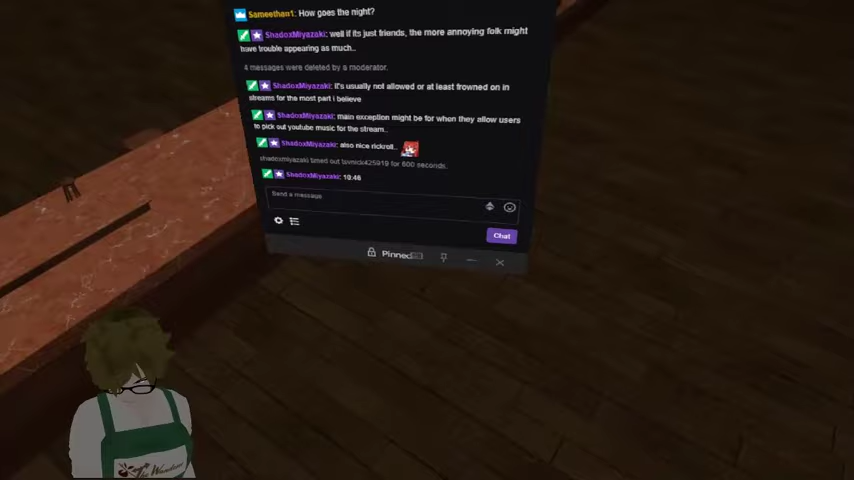 Sameethan1: How goes the night?
ShadoxMiyazaki: well if its just friends, the more annoying folk might
have trouble appearing as much..
4 messages were deleted by a moderator.
ShadoxMiyazaki: it's usually not allowed or at least frowned on in
streams for the most part i believe
ShadoxMiyazaki: main exception might be for when they allow users
to pick out youtube music for the stream..
ShadoxMiyazaki: also nice rickroll..
shadoxmiyazaki timed out 600 seconds.
ShadoxMiyazaki: 10:46
Send a message
Chat
Pinned
The